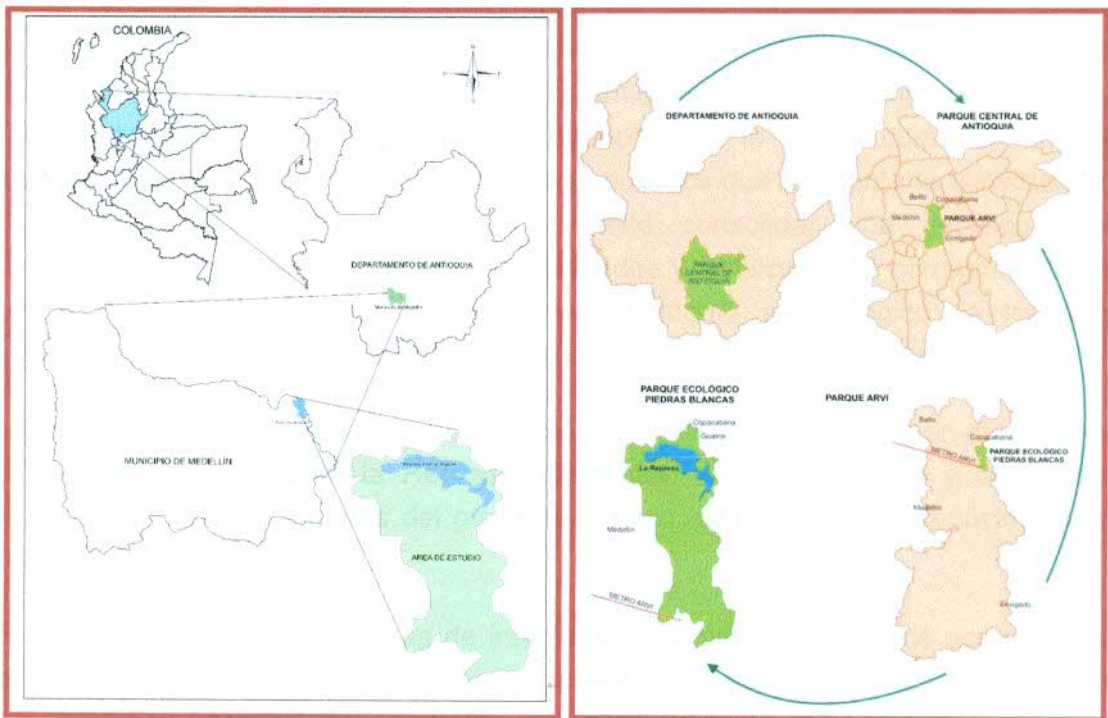 COLOMBIA
DEPARTAMENTO DE ANTIOQUIA
MUNICIPIO DE MEDELLÍN
AREA DE ESTUDIO
DEPARTAMENTO DE ANTIOQUIA
PARQUE
CENTRAL DE
ANTIOQUIA
PARQUE CENTRAL DE
ANTIOQUIA
Bello
Copacabana
Medellín
PARQUE ARVI
Envigado
PARQUE ECOLÓGICO
PIEDRAS BLANCAS
Copacabana
Guarne
La Represa
Medellín
METRO ARVI
PARQUE ARVI
Bello
Copacabana
METRO ARVI
PARQUE ECOLÓGICO
PIEDRAS BLANCAS
Medellín
Envigado